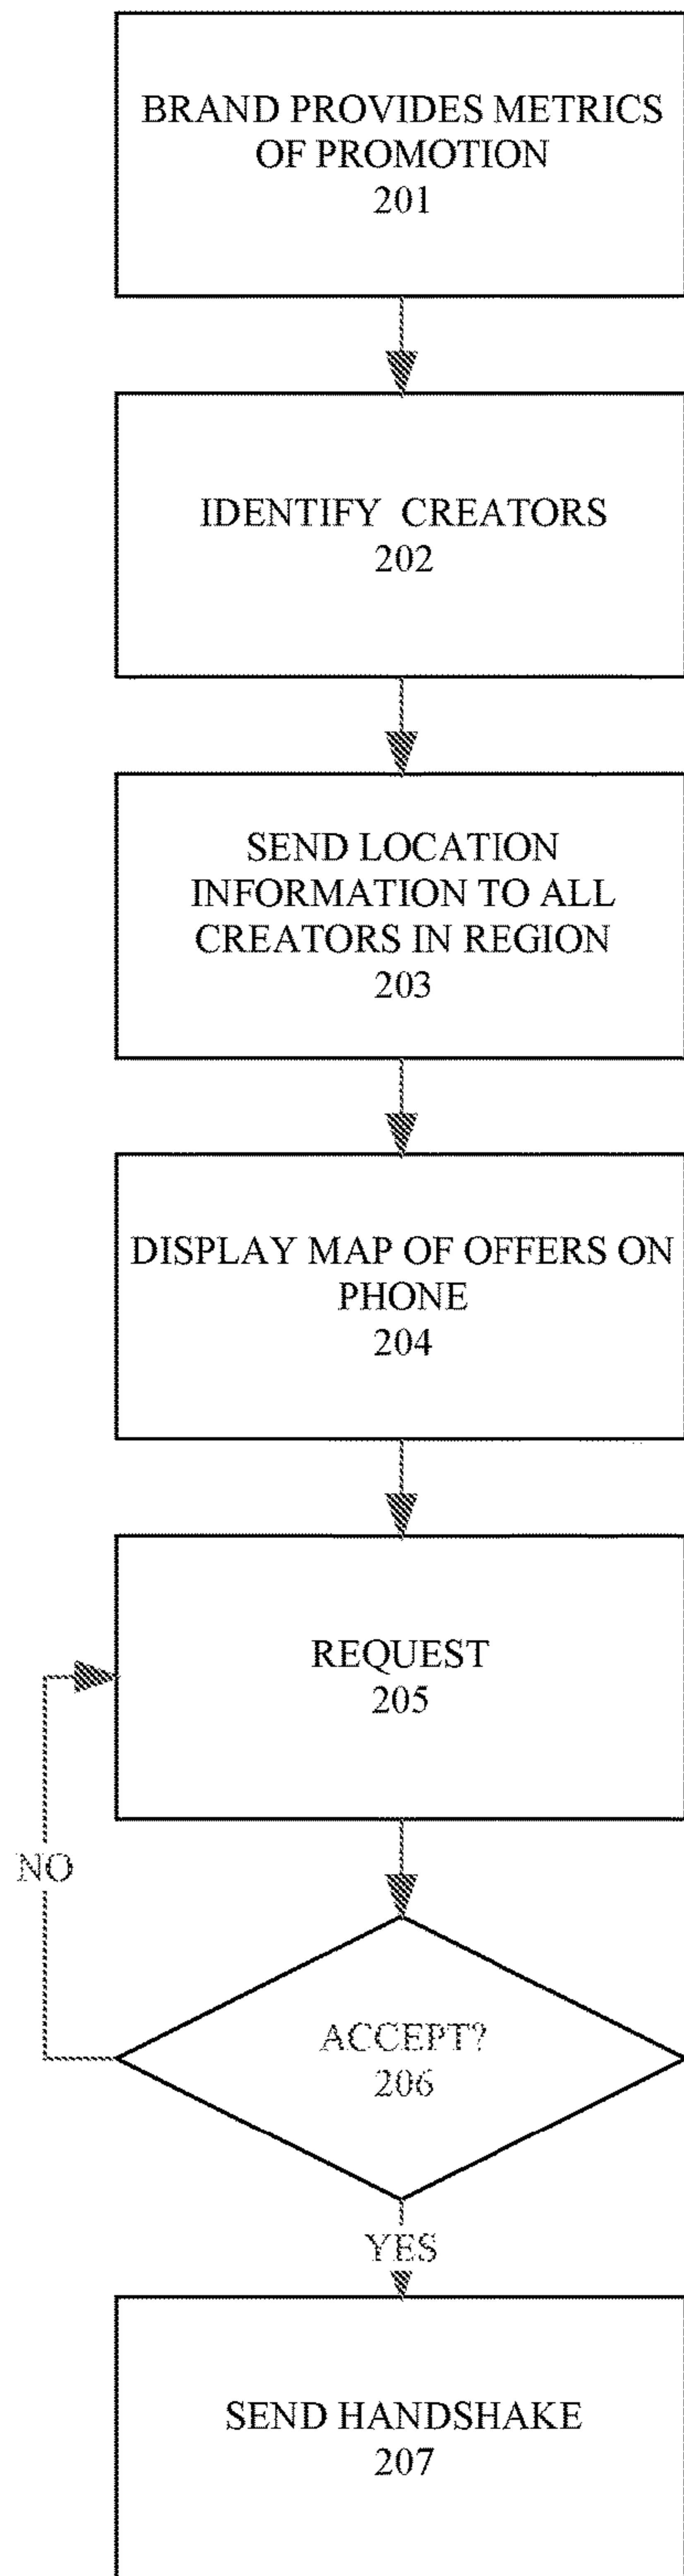 BRAND PROVIDES METRICS
OF PROMOTION
201
IDENTIFY CREATORS
202
SEND LOCATION
INFORMATION TO ALL
CREATORS IN REGION
203
DISPLAY MAP OF OFFERS ON
PHONE
204
REQUEST
205
NO
ACCEPT?
206
YES
SEND HANDSHAKE
207